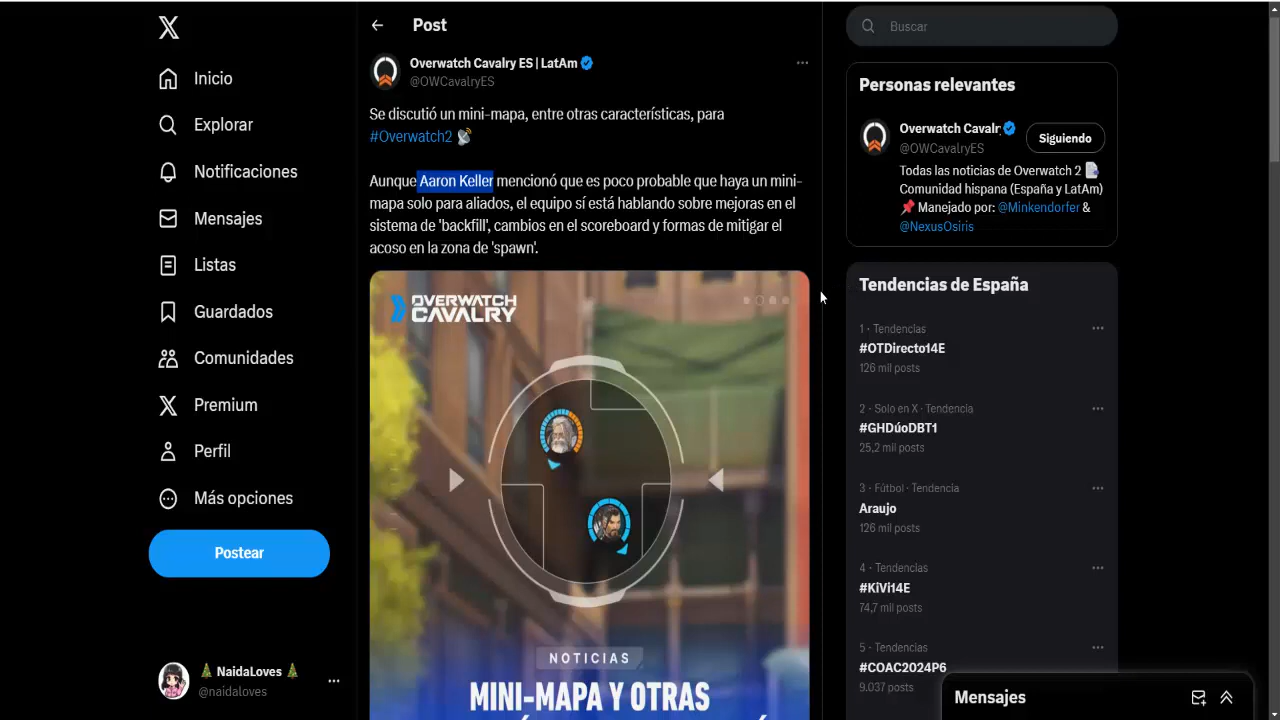 Inicio
Explorar
Notificaciones
Mensajes
Listas
Guardados
Comunidades
Premium
Perfil
Más opciones
Postear
NaidaLoves
@naidaloves
Post
Overwatch Cavalry ES | LatAm
@OWCavalryES
Se discutió un mini-mapa, entre otras características, para
#Overwatch2
Aunque Aaron Keller mencionó que es poco probable que haya un mini-
mapa solo para aliados, el equipo sí está hablando sobre mejoras en el
sistema de 'backfill', cambios en el scoreboard y formas de mitigar el
acoso en la zona de 'spawn'.
OVERWATCH
CAVALRY
NOTICIAS
MINI-MAPA Y OTRAS
Buscar
Personas relevantes
Overwatch Cavalr
@OWCavalryES
Siguiendo
Todas las noticias de Overwatch 2
Comunidad hispana (España y LatAm)
Manejado por: @Minkendorfer &
@NexusOsiris
Tendencias de España
1 · Tendencias
#OTDirecto14E
126 mil posts
2 · Solo en X · Tendencia
#GHDúoDBT1
25,2 mil posts
3 · Fútbol · Tendencia
Araujo
126 mil posts
4 · Tendencias
#KiVi14E
74,7 mil posts
5 · Tendencias
#COAC2024P6
9.037 posts
Mensajes